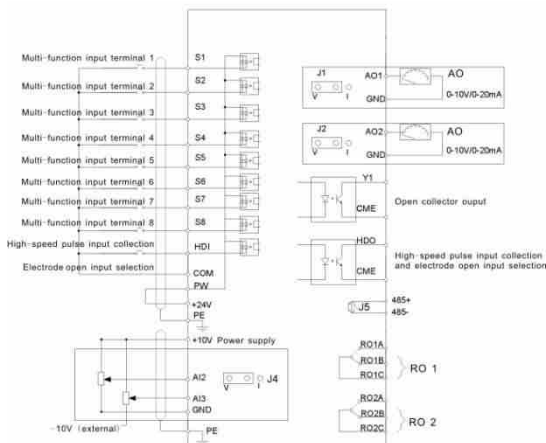 Multi-function input terminal 1
S1
Multi-function input terminal 2
S2
Multi-function input terminal 3
S3
Multi-function input terminal 4
S4
Multi-function input terminal 5
S5
Multi-function input terminal 6
S6
Multi-function input terminal 7
S7
Multi-function input terminal 8
S8
High-speed pulse input collection
HDI
Electrode open input selection
COM
PW
+24V
PE
+10V Power supply
AI2
J4
V I
AI3
GND
-10V (external)
PE
J1
AO1
AO
V I
GND
0-10V/0-20mA
J2
AO2
AO
V I
GND
0-10V/0-20mA
Y1
Open collector ouput
CME
HDO
High-speed pulse input collection
and electrode open input selection
CME
J5
485+
485-
RO1A
RO1B
RO1C
RO 1
RO2A
RO2B
RO2C
RO 2